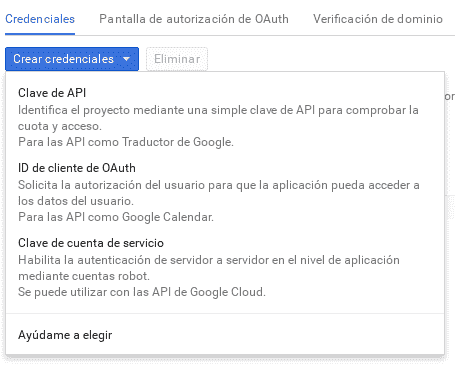 Credenciales Pantalla de autorización de OAuth Verificación de dominio
Crear credenciales Eliminar
Clave de API
Identifica el proyecto mediante una simple clave de API para comprobar la
cuota y acceso.
Para las API como Traductor de Google.
ID de cliente de OAuth
Solicita la autorización del usuario para que la aplicación pueda acceder a
los datos del usuario.
Para las API como Google Calendar.
Clave de cuenta de servicio
Habilita la autenticación de servidor a servidor en el nivel de aplicación
mediante cuentas robot.
Se puede utilizar con las API de Google Cloud.
Ayúdame a elegir